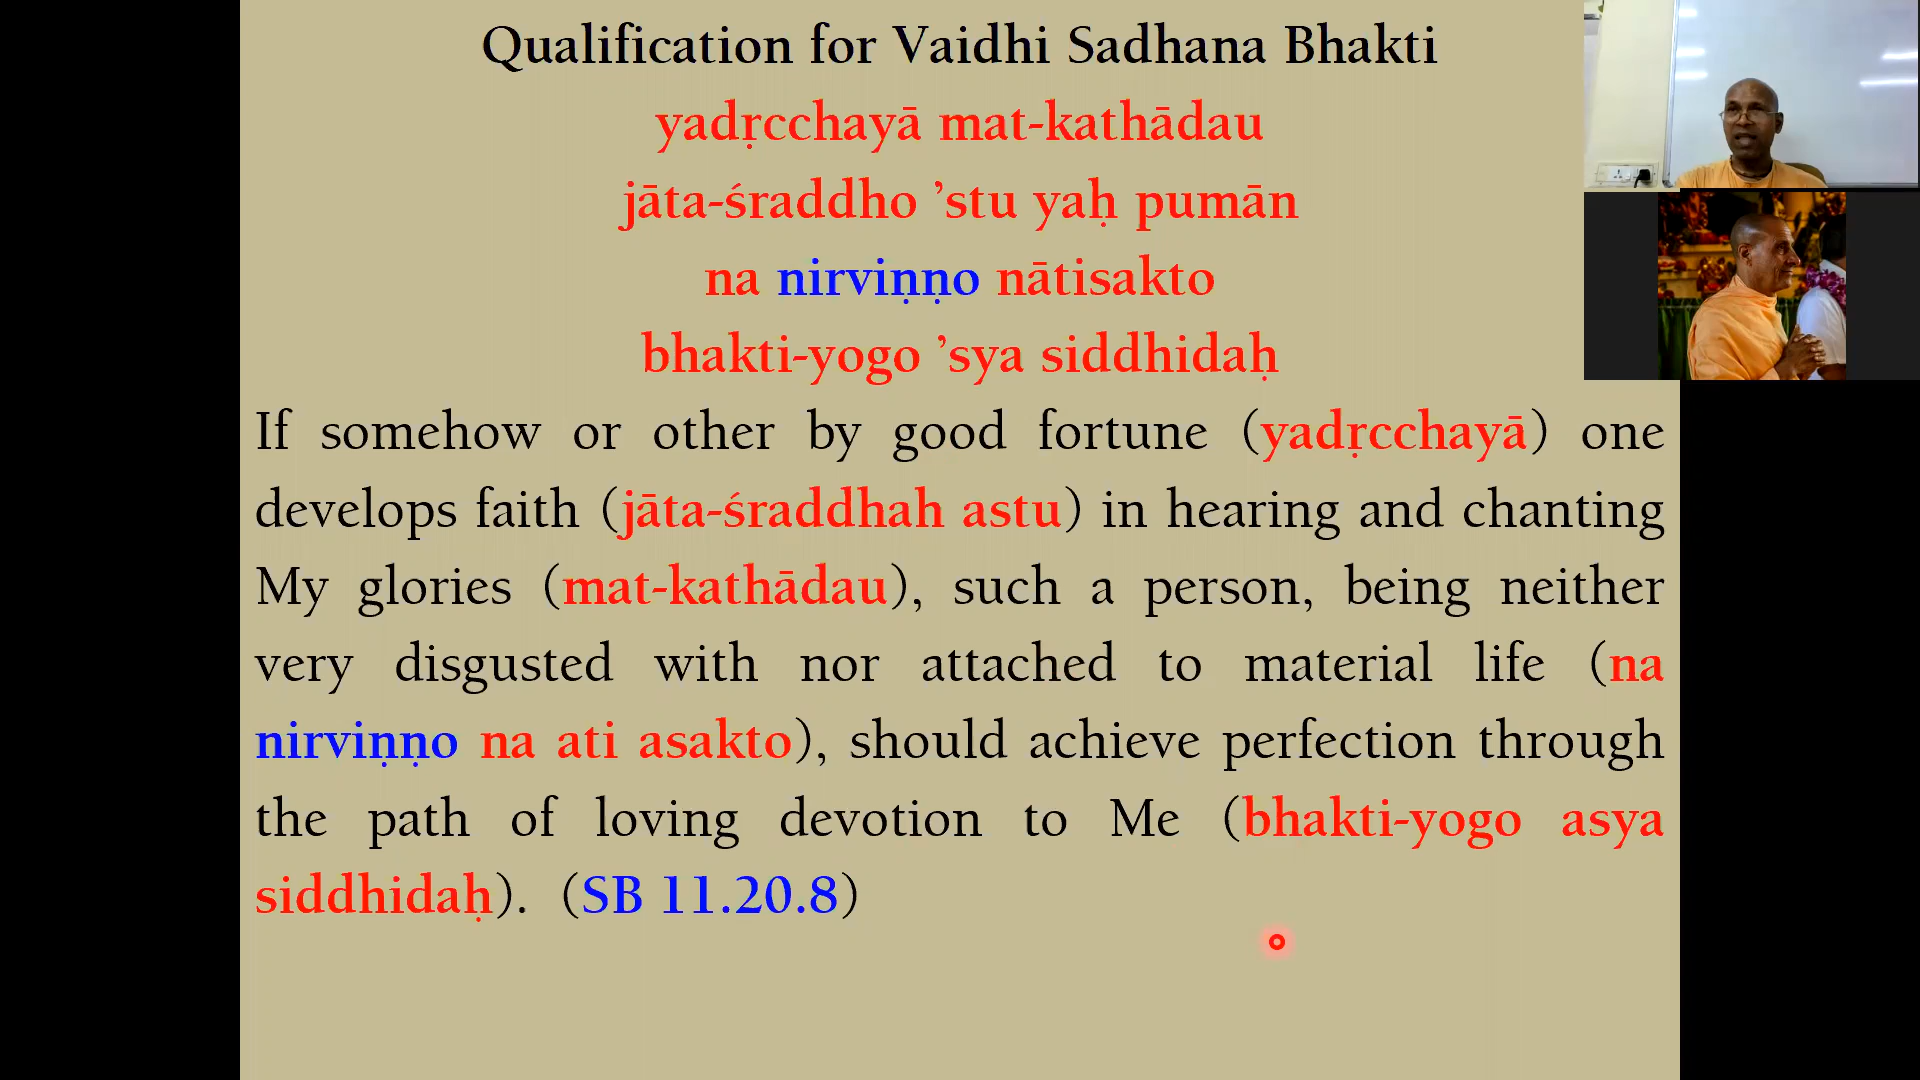 Qualification for Vaidhi Sadhana Bhakti
yadṛcchayā mat-kathādau
jāta-śraddho ’stu yaḥ pumān
na nirviṇṇo nātisakto
bhakti-yogo ’sya siddhidaḥ
If somehow or other by good fortune (yadṛcchayā) one
develops faith (jāta-śraddhah astu) in hearing and chanting
My glories (mat-kathādau), such a person, being neither
very disgusted with nor attached to material life (na
nirviṇṇo na ati asakto), should achieve perfection through
the path of loving devotion to Me (bhakti-yogo asya
siddhidaḥ). (SB 11.20.8)